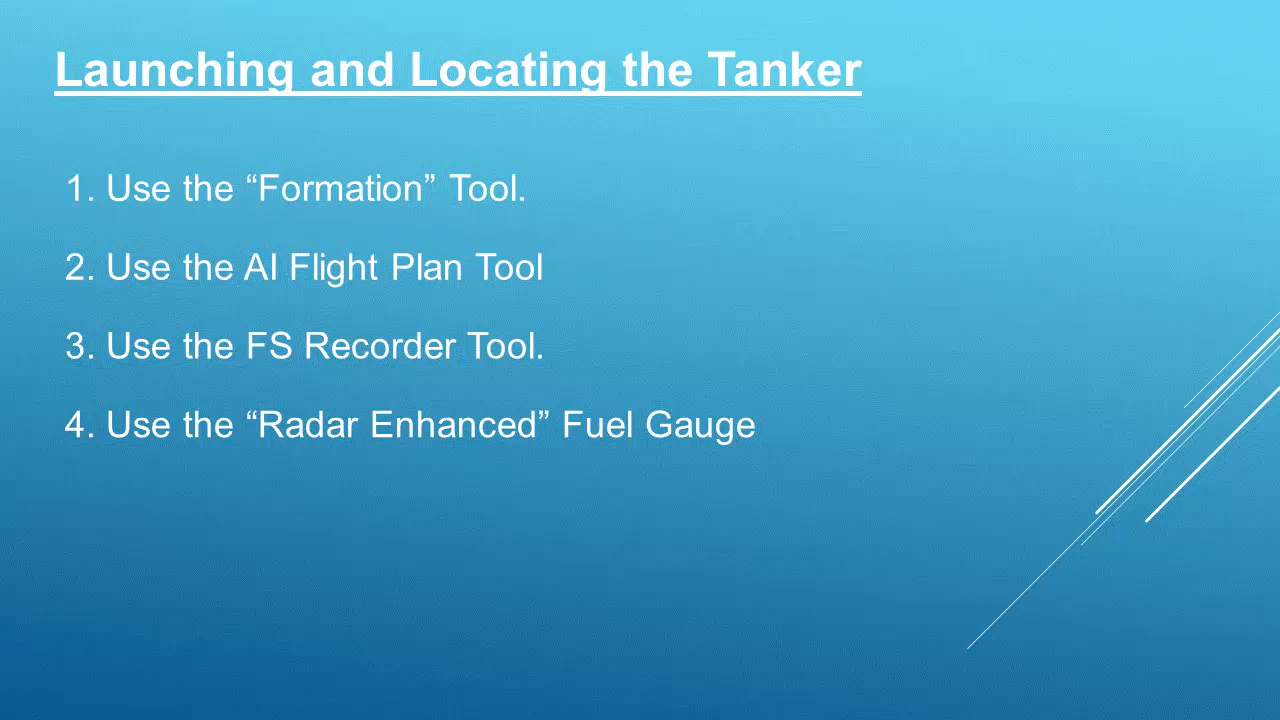 Launching and Locating the Tanker
1. Use the “Formation” Tool.
2. Use the AI Flight Plan Tool
3. Use the FS Recorder Tool.
4. Use the “Radar Enhanced” Fuel Gauge